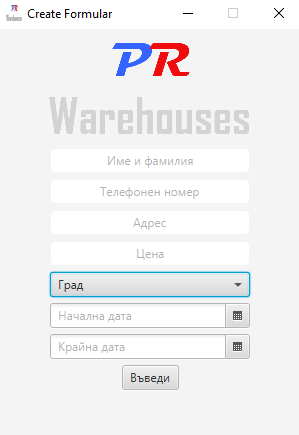 Create Formular
PR
Warehouses
Име и фамилия
Телефонен номер
Адрес
Цена
Град
Начална дата
Крайна дата
Въведи